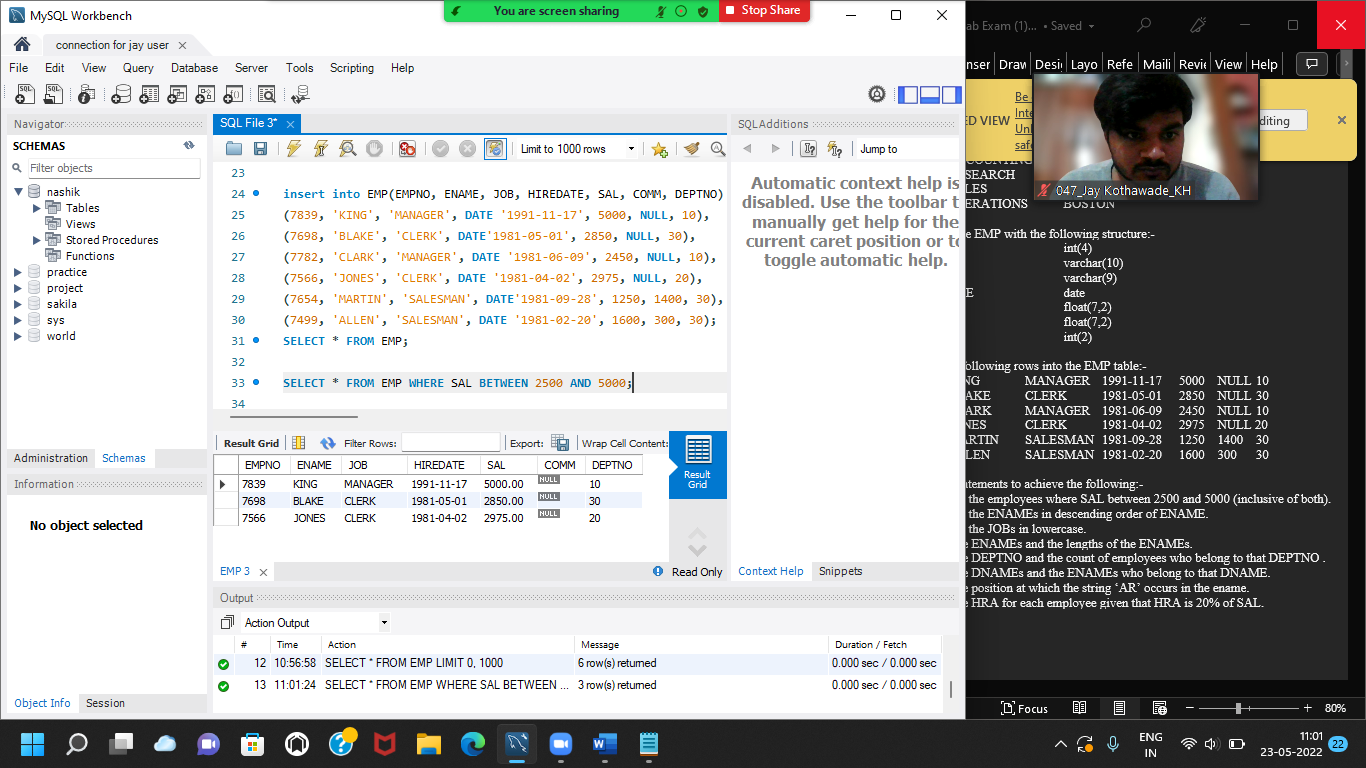 MySQL Workbench
You are screen sharing
Stop Share
connection for jay user
File Edit View Query Database Server Tools Scripting Help
Navigator
SCHEMAS
Filter objects
nashik
Tables
Views
Stored Procedures
Functions
practice
project
sakila
sys
world
Administration Schemas
Information
No object selected
Object Info Session
SQL File 3*
Limit to 1000 rows
23
24 insert into EMP(EMPNO, ENAME, JOB, HIREDATE, SAL, COMM, DEPTNO)
25 (7839, 'KING', 'MANAGER', DATE '1991-11-17', 5000, NULL, 10),
26 (7698, 'BLAKE', 'CLERK', DATE'1981-05-01', 2850, NULL, 30),
27 (7782, 'CLARK', 'MANAGER', DATE '1981-06-09', 2450, NULL, 10),
28 (7566, 'JONES', 'CLERK', DATE '1981-04-02', 2975, NULL, 20),
29 (7654, 'MARTIN', 'SALESMAN', DATE'1981-09-28', 1250, 1400, 30),
30 (7499, 'ALLEN', 'SALESMAN', DATE '1981-02-20', 1600, 300, 30);
31 SELECT * FROM EMP;
32
33 SELECT * FROM EMP WHERE SAL BETWEEN 2500 AND 5000;
34
Result Grid Filter Rows: Export: Wrap Cell Content:
EMPNO ENAME JOB HIREDATE SAL COMM DEPTNO
7839 KING MANAGER 1991-11-17 5000.00 NULL 10
7698 BLAKE CLERK 1981-05-01 2850.00 NULL 30
7566 JONES CLERK 1981-04-02 2975.00 NULL 20
Result
Grid
EMP 3
Read Only
SQLAdditions
Jump to
Automatic context help is
disabled. Use the toolbar t
manually get help for the
current caret position or to
toggle automatic help.
Context Help Snippets
Output
Action Output
# Time Action Message Duration / Fetch
12 10:56:58 SELECT * FROM EMP LIMIT 0, 1000 6 row(s) returned 0.000 sec / 0.000 sec
13 11:01:24 SELECT * FROM EMP WHERE SAL BETWEEN ... 3 row(s) returned 0.000 sec / 0.000 sec
ab Exam (1)... • Saved
nser Draw Desig Layo Refe Maili Revie View Help
Be
ED VIEW
Inte
Unl
safe
diting
047_Jay Kothawade_KH
SEARCH
LES
ERATIONS BOSTON
e EMP with the following structure:-
int(4)
varchar(10)
varchar(9)
E date
float(7,2)
float(7,2)
int(2)
ollowing rows into the EMP table:-
NG MANAGER 1991-11-17 5000 NULL 10
AKE CLERK 1981-05-01 2850 NULL 30
ARK MANAGER 1981-06-09 2450 NULL 10
NES CLERK 1981-04-02 2975 NULL 20
ARTIN SALESMAN 1981-09-28 1250 1400 30
LEN SALESMAN 1981-02-20 1600 300 30
atements to achieve the following:-
the employees where SAL between 2500 and 5000 (inclusive of both).
the ENAMEs in descending order of ENAME.
the JOBs in lowercase.
e ENAMEs and the lengths of the ENAMEs.
e DEPTNO and the count of employees who belong to that DEPTNO .
e DNAMEs and the ENAMEs who belong to that DNAME.
e position at which the string ‘AR’ occurs in the ename.
e HRA for each employee given that HRA is 20% of SAL.
Focus 80%
ENG
IN
11:01
23-05-2022
22